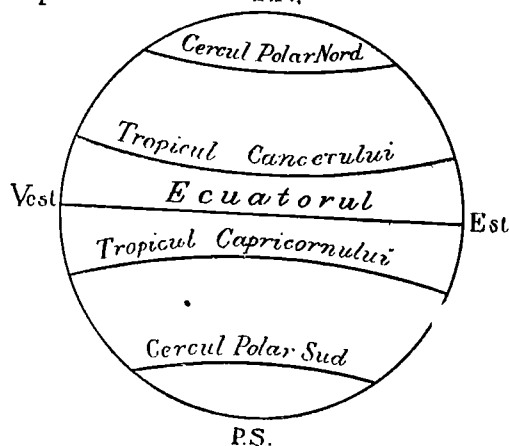 Cercul Polar Nord
Tropicul Cancerului
Vest
Ecuatorul
Est
Tropicul Capricornului
Cercul Polar Sud
P.S.